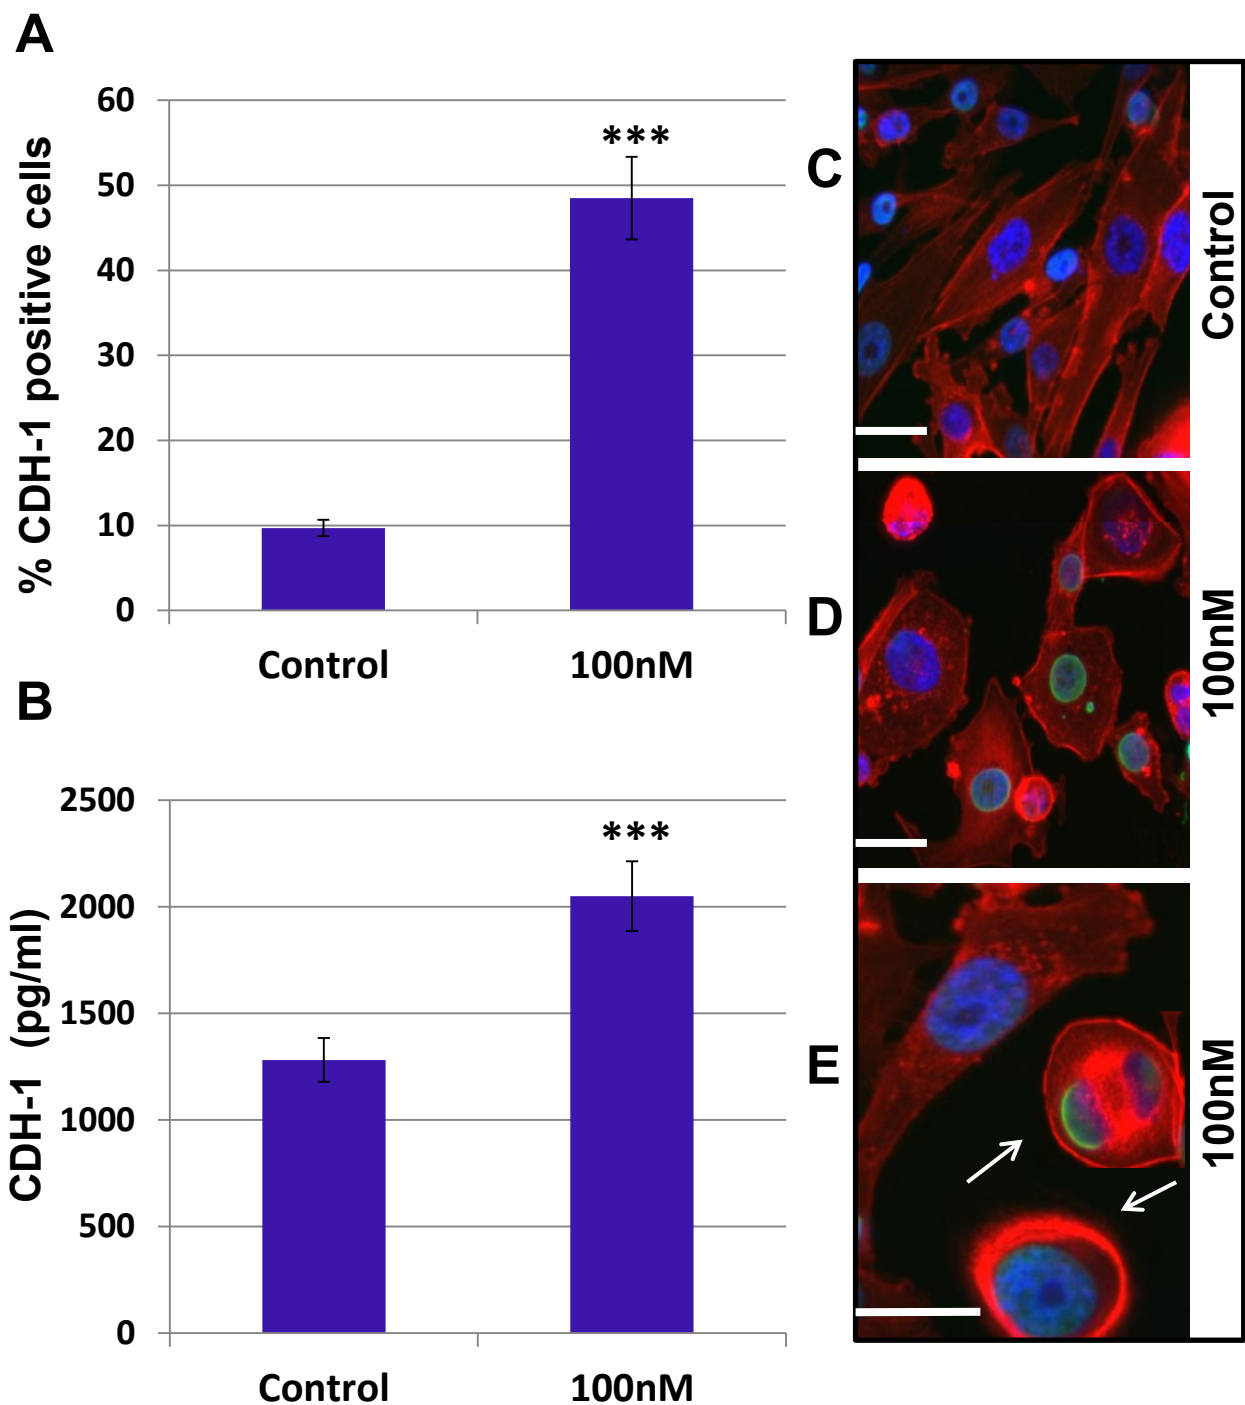 A
% CDH-1 positive cells
60
50
40
30
20
10
0
***
Control
100nM
B
CDH-1 (pg/ml)
2500
2000
1500
1000
500
0
***
Control
100nM
C
Control
D
100nM
E
100nM